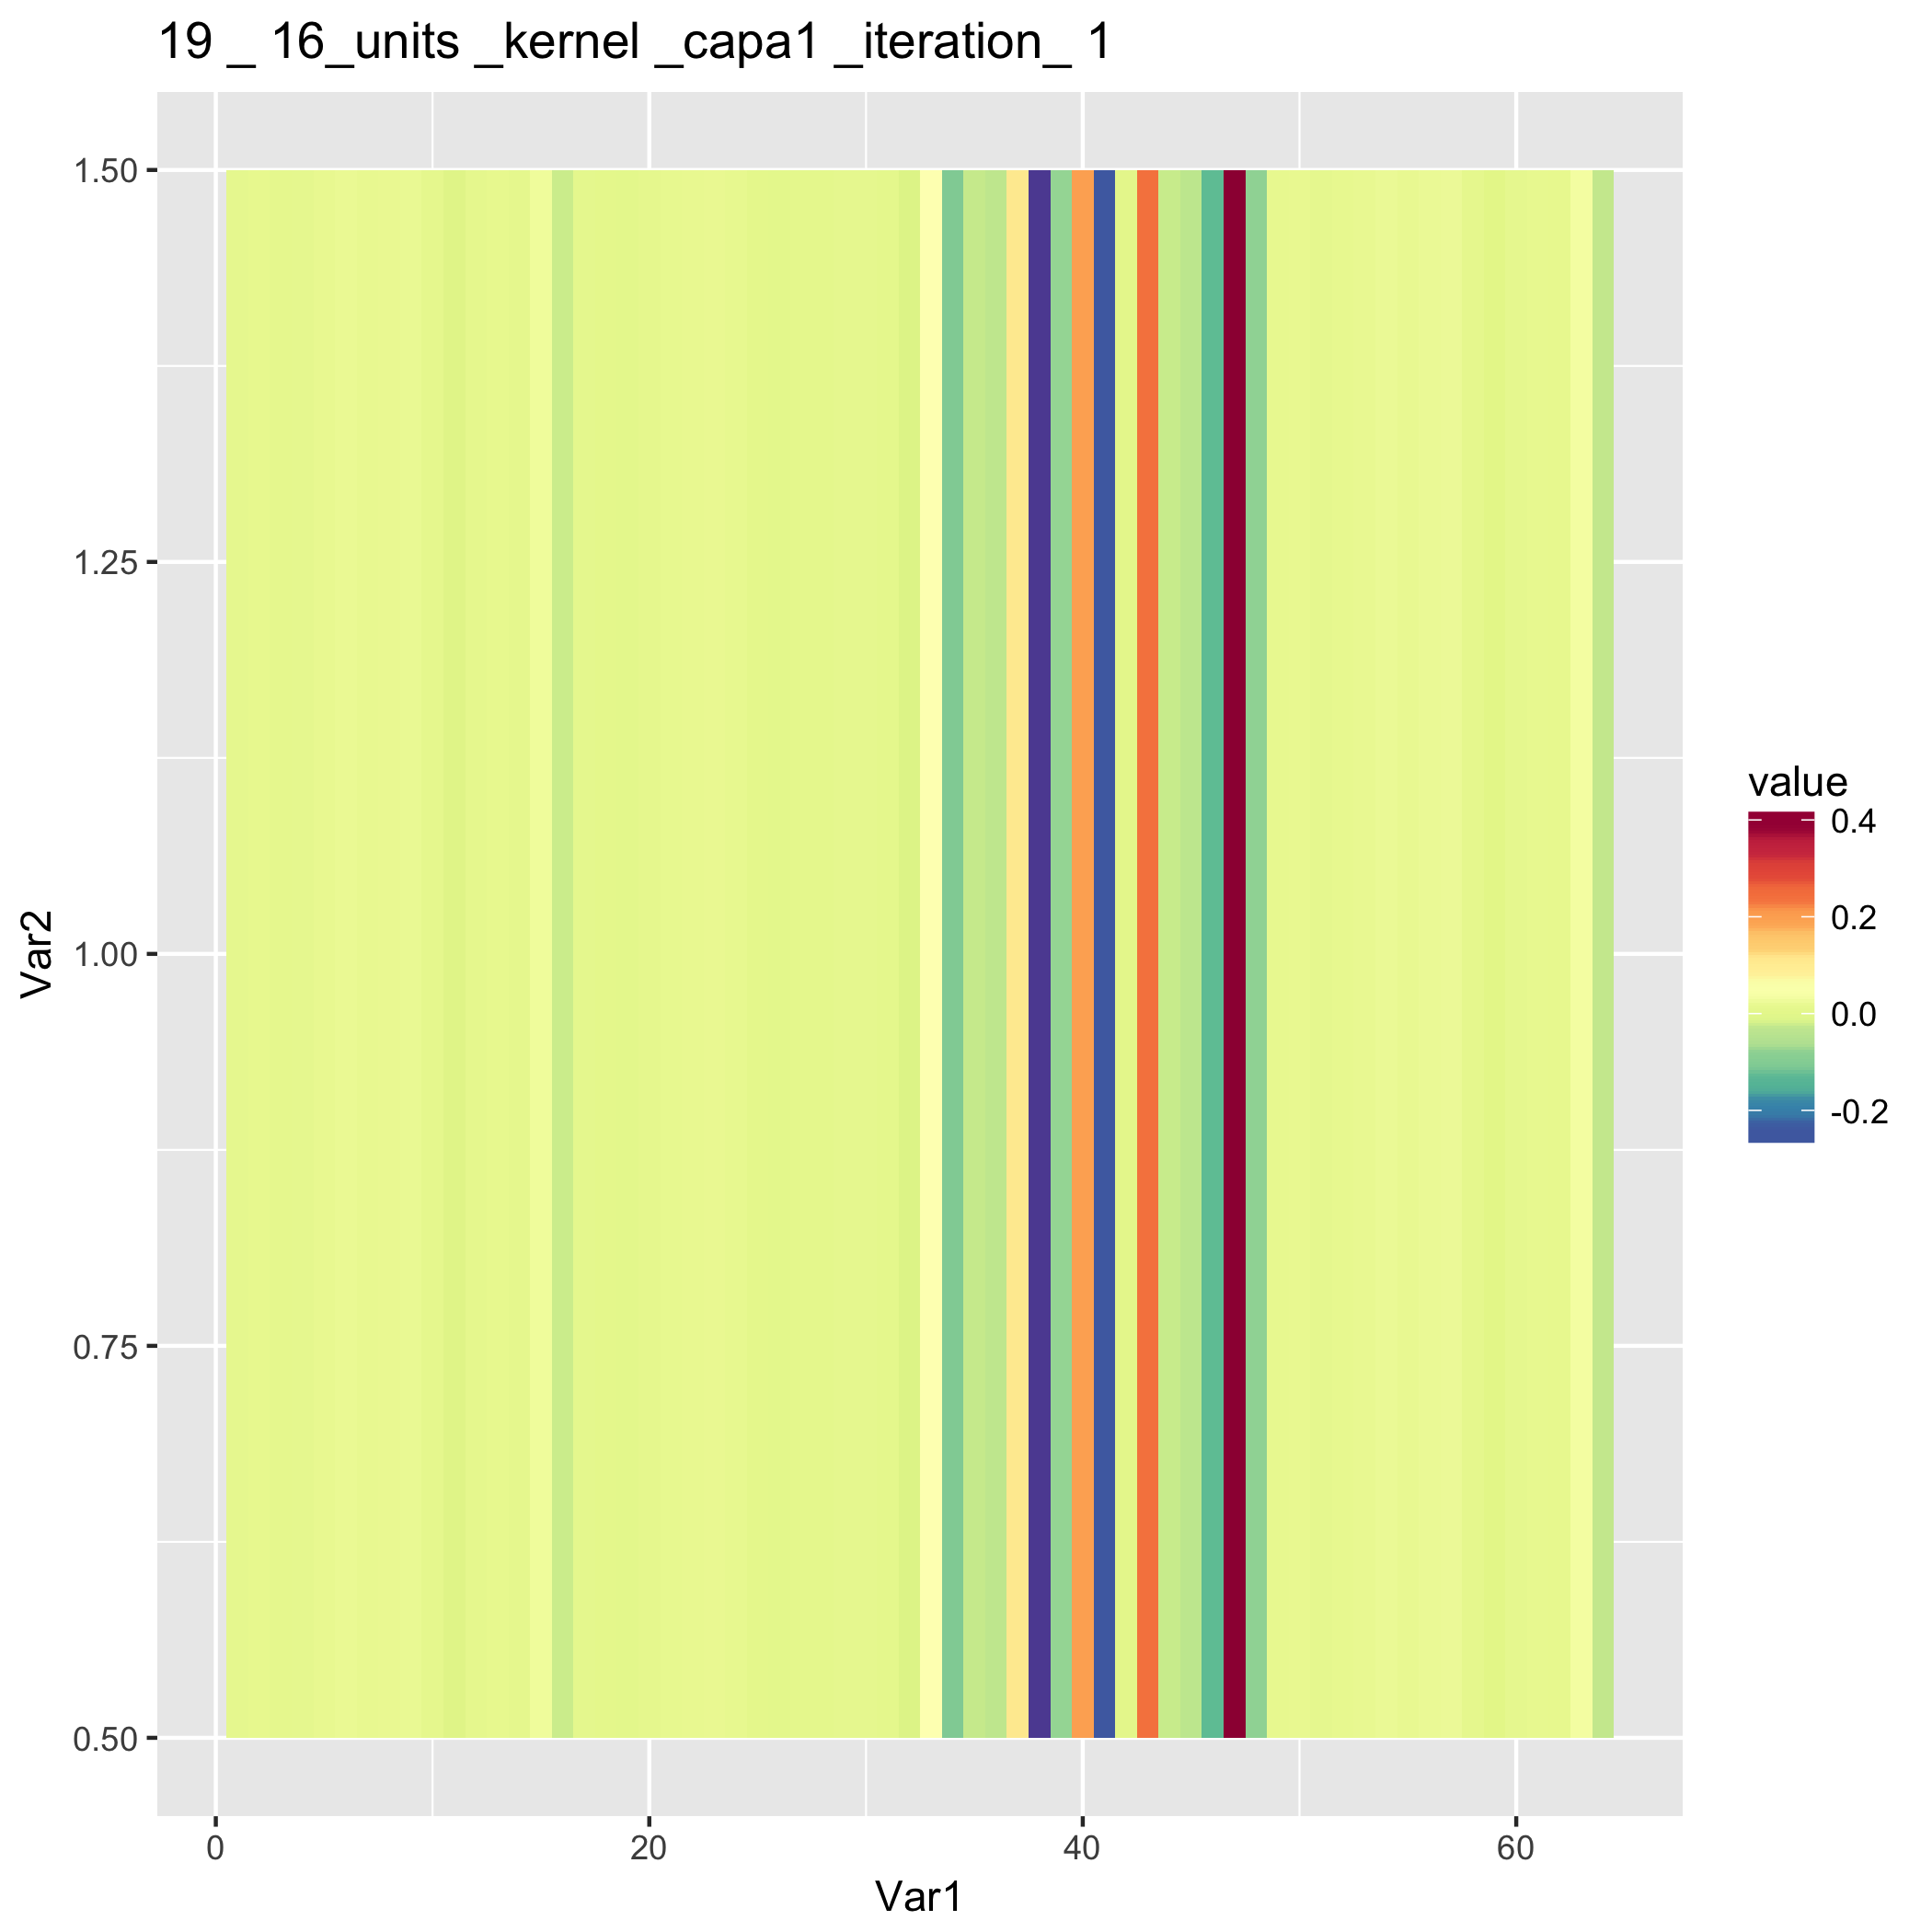 19 _ 16_units _kernel _capa1 _iteration_ 1
1.50
1.25
1.00
0.75
0.50
Var2
0 20 40 60
Var1
value
0.4
0.2
0.0
-0.2